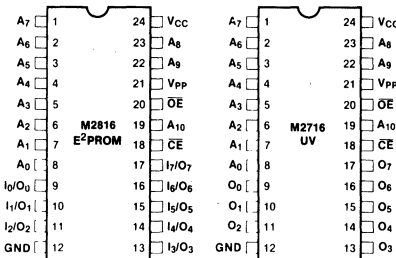 A7 1 24 VCC
A6 2 23 A8
A5 3 22 A9
A4 4 21 VPP
A3 5 20 OE
A2 6 19 A10
A1 7 18 CE
A0 8 17 I7/O7
I0/O0 9 16 I6/O6
I1/O1 10 15 I5/O5
I2/O2 11 14 I4/O4
GND 12 13 I3/O3
M2816
E2PROM
A7 1 24 VCC
A6 2 23 A8
A5 3 22 A9
A4 4 21 VPP
A3 5 20 OE
A2 6 19 A10
A1 7 18 CE
A0 8 17 O7
O0 9 16 O6
O1 10 15 O5
O2 11 14 O4
GND 12 13 O3
M2716
UV